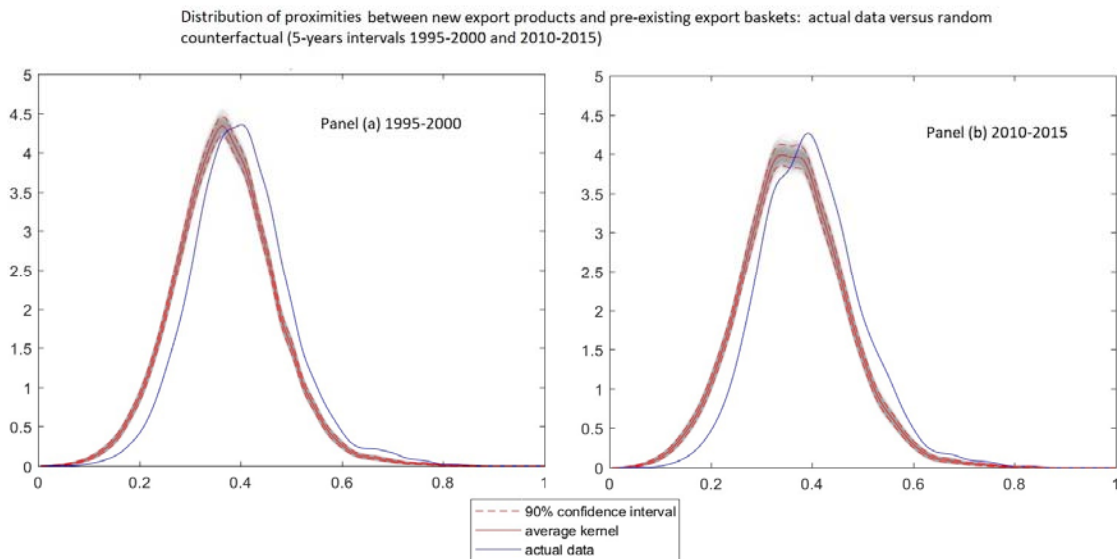 Distribution of proximities between new export products and pre-existing export baskets: actual data versus random
counterfactual (5-years intervals 1995-2000 and 2010-2015)
Panel (a) 1995-2000
5
4.5
4
3.5
3
2.5
2
1.5
1
0.5
0
0 0.2 0.4 0.6 0.8 1
Panel (b) 2010-2015
5
4.5
4
3.5
3
2.5
2
1.5
1
0.5
0
0 0.2 0.4 0.6 0.8 1
90% confidence interval
average kernel
actual data